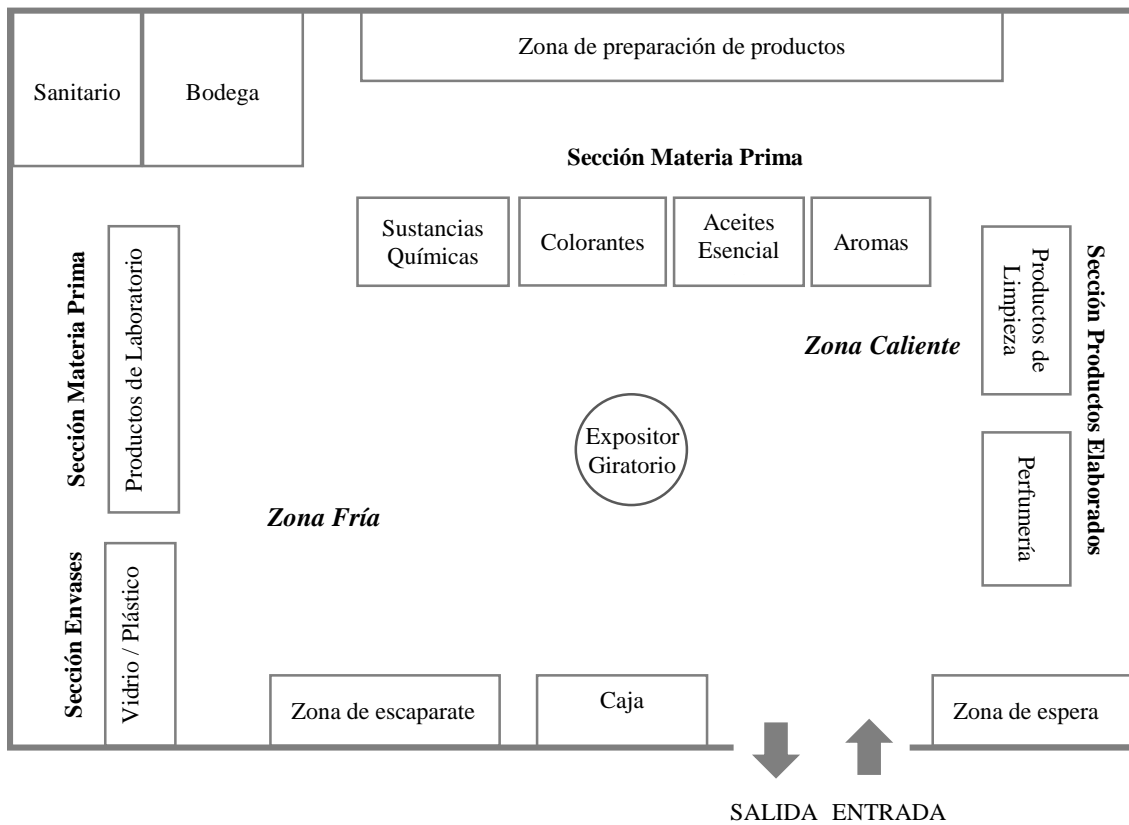 Zona de preparación de productos
Sanitario
Bodega
Sección Materia Prima
Sustancias
Químicas
Colorantes
Aceites
Esencial
Aromas
Sección Materia Prima
Productos de Laboratorio
Productos de
Limpieza
Sección Productos Elaborados
Zona Caliente
Expositor
Giratorio
Perfumería
Zona Fría
Sección Envases
Vidrio / Plástico
Zona de escaparate
Caja
Zona de espera
SALIDA ENTRADA